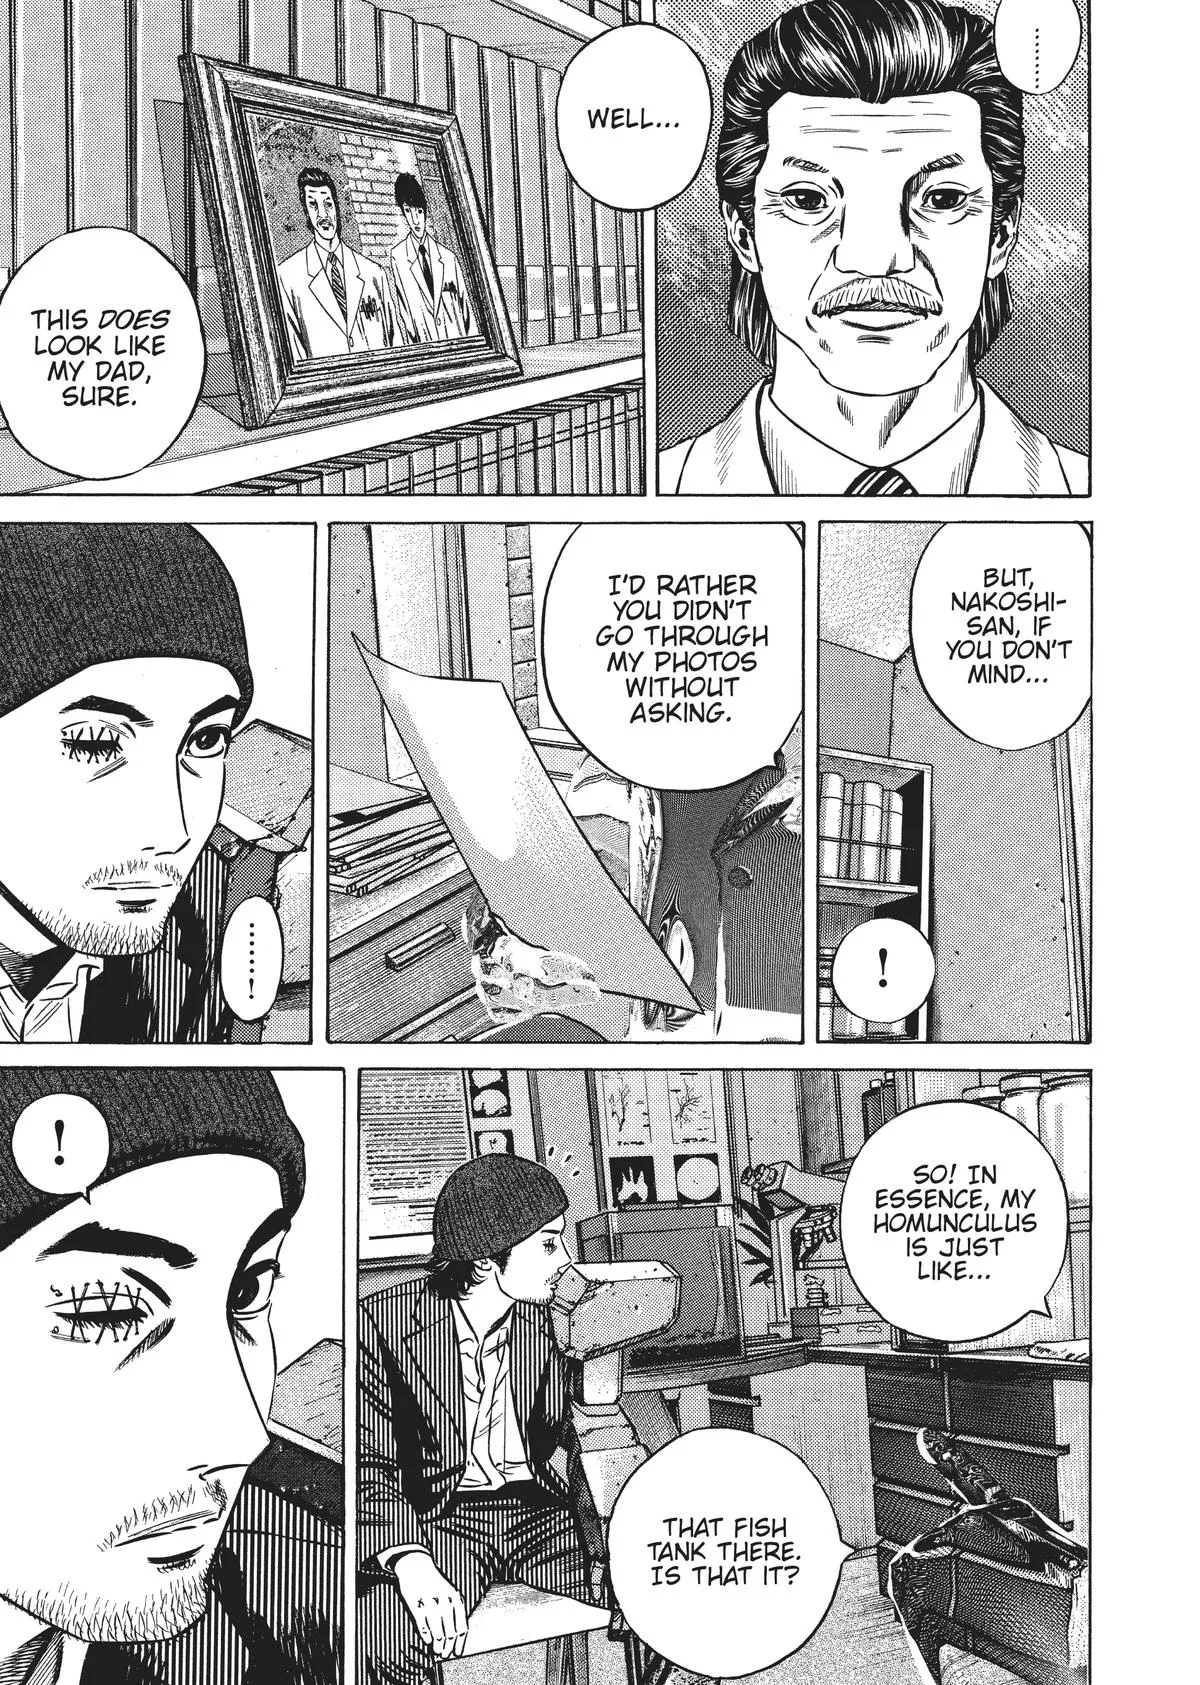 .........
WELL...
THIS DOES
LOOK LIKE
MY DAD,
SURE.
BUT,
NAKOSHI-
SAN, IF
YOU DON'T
MIND...
!
I'D RATHER
YOU DIDN'T
GO THROUGH
MY PHOTOS
WITHOUT
ASKING.
......!
SO! IN
ESSENCE, MY
HOMUNCULUS
IS JUST
LIKE...
THAT FISH
TANK THERE.
IS THAT IT?
!